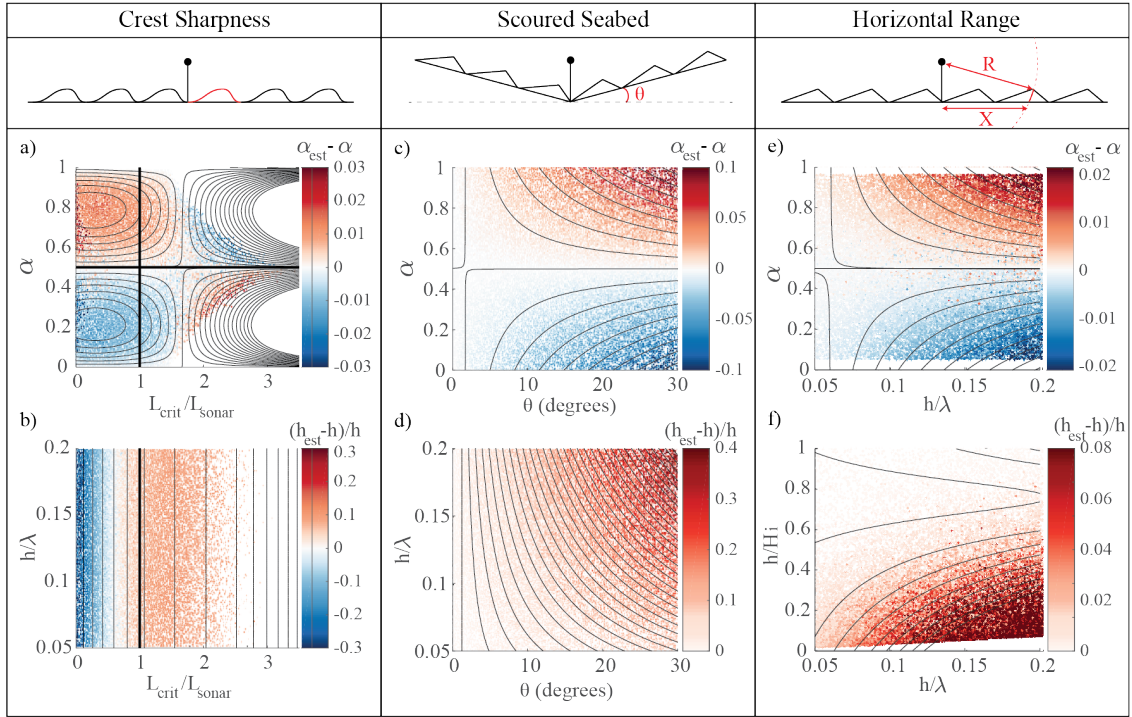 Crest Sharpness
Scoured Seabed
Horizontal Range
θ
R
X
a)
α_est - α
1
0.8
0.6
0.4
0.2
0
α
0 1 2 3
L_crit/L_sonar
0.03
0.02
0.01
0
-0.01
-0.02
-0.03
b)
(h_est-h)/h
0.2
0.15
0.1
0.05
h/λ
0 1 2 3
L_crit/L_sonar
0.3
0.2
0.1
0
-0.1
-0.2
-0.3
c)
α_est - α
1
0.8
0.6
0.4
0.2
0
α
0 10 20 30
θ (degrees)
0.1
0.05
0
-0.05
-0.1
d)
(h_est-h)/h
0.2
0.15
0.1
0.05
h/λ
0 10 20 30
θ (degrees)
0.4
0.3
0.2
0.1
0
e)
α_est - α
1
0.8
0.6
0.4
0.2
0
α
0.05 0.10 0.15 0.2
h/λ
0.02
0.01
0
-0.01
-0.02
f)
(h_est-h)/h
1
0.8
0.6
0.4
0.2
0
h/Hi
0.05 0.10 0.15 0.2
h/λ
0.08
0.06
0.04
0.02
0